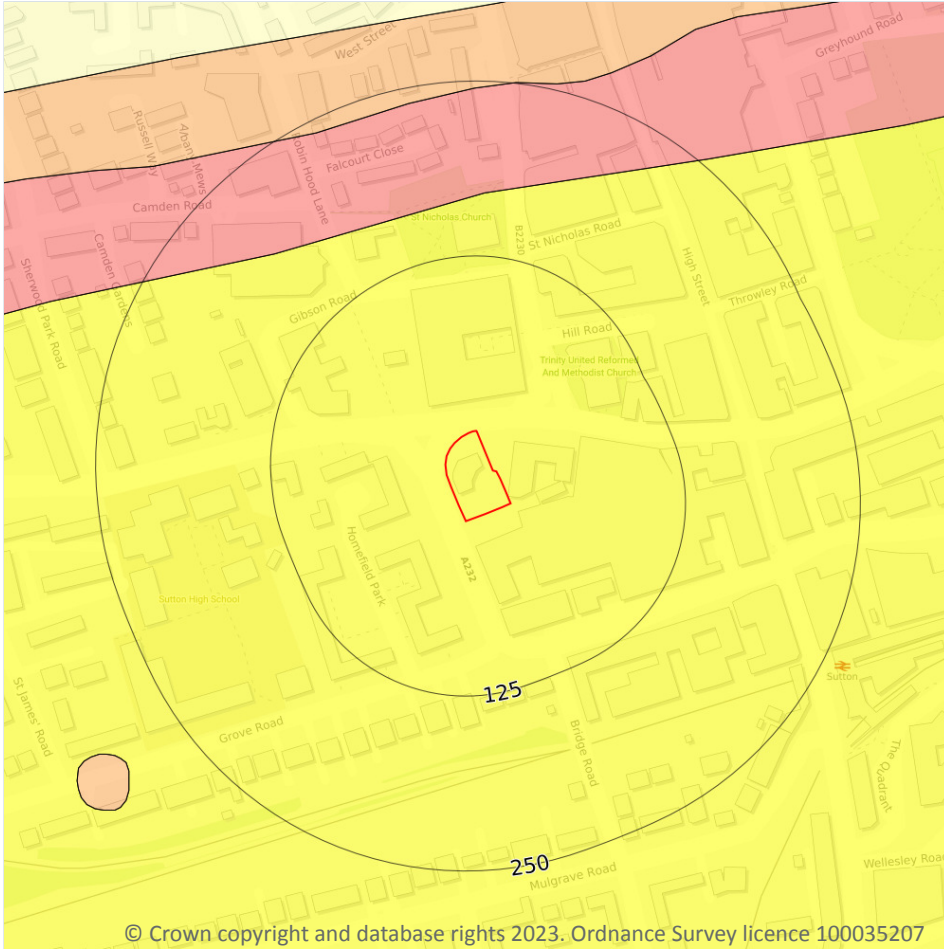 West Street
Greyhound Road
Russell Way
Albany Mews
Robin Hood Lane
Falcourt Close
Camden Road
St Nicholas Church
B2230
St Nicholas Road
Camden Gardens
Sherwood Park Road
High Street
Gibson Road
Throwley Road
Hill Road
Trinity United Reformed
And Methodist Church
Homefield Park
A232
Sutton High School
Sutton
St James' Road
125
Grove Road
Bridge Road
The Quadrant
250
Mulgrave Road
Wellesley Road
© Crown copyright and database rights 2023. Ordnance Survey licence 100035207